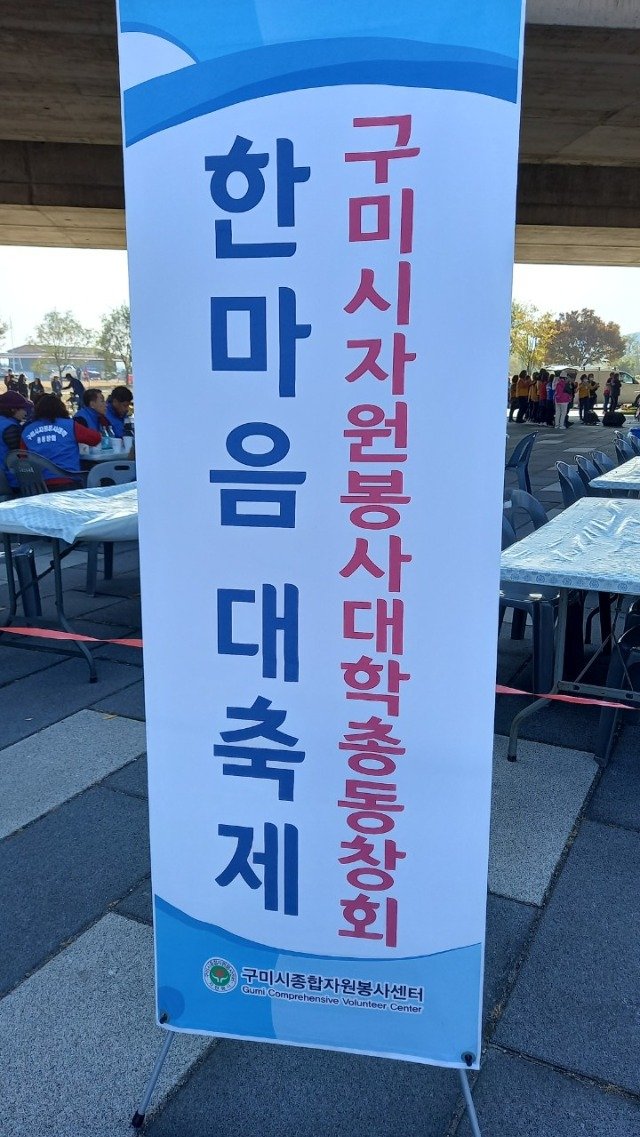 구미시자원봉사대학총동창회
한마음 대축제
구미시종합자원봉사센터
Gumi Comprehensive Volunteer Center